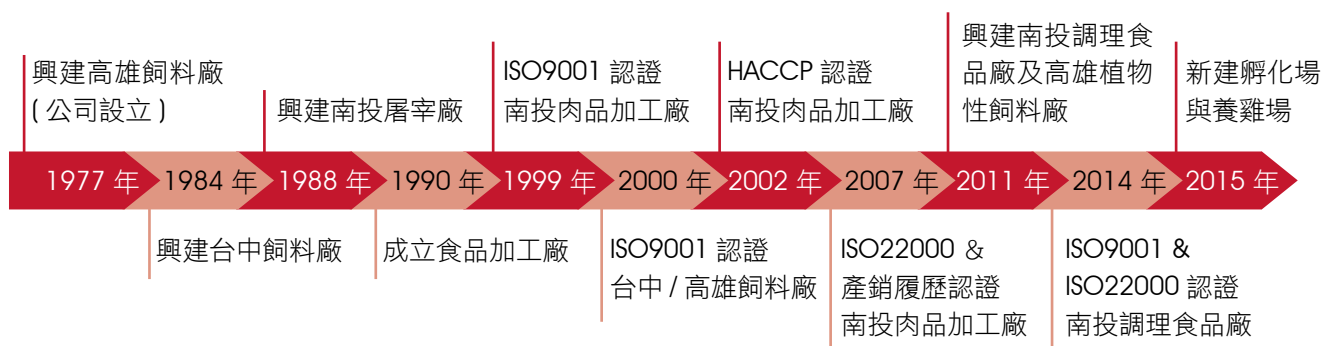 興建高雄飼料廠
( 公司設立 )
興建南投屠宰廠
ISO9001 認證
南投肉品加工廠
HACCP 認證
南投肉品加工廠
興建南投調理食
品廠及高雄植物
性飼料廠
新建孵化場
與養雞場
1977 年 1984 年 1988 年 1990 年 1999 年 2000 年 2002 年 2007 年 2011 年 2014 年 2015 年
興建台中飼料廠
成立食品加工廠
ISO9001 認證
台中 / 高雄飼料廠
ISO22000 &
產銷履歷認證
南投肉品加工廠
ISO9001 &
ISO22000 認證
南投調理食品廠